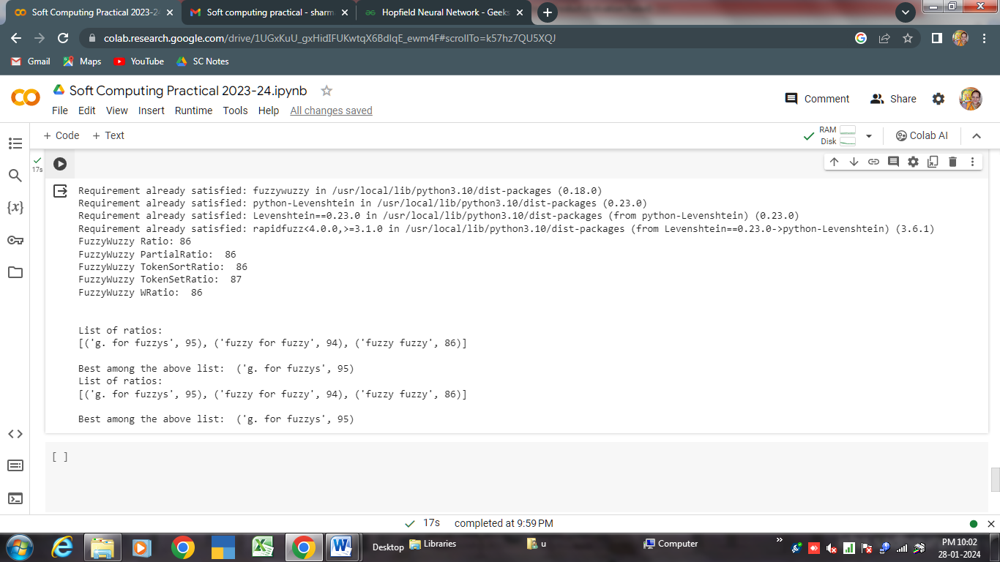 Soft Computing Practical 2023-2
Soft computing practical - sharm
Hopfield Neural Network - Geeks
colab.research.google.com/drive/1UGxKuU_gxHidIFUKwtqX6BdlqE_ewm4F#scrollTo=k57hz7QU5XQJ
Gmail Maps YouTube SC Notes
Soft Computing Practical 2023-24.ipynb
Comment Share
File Edit View Insert Runtime Tools Help All changes saved
+ Code + Text
RAM
Disk
Colab AI
17s
Requirement already satisfied: fuzzywuzzy in /usr/local/lib/python3.10/dist-packages (0.18.0)
Requirement already satisfied: python-Levenshtein in /usr/local/lib/python3.10/dist-packages (0.23.0)
Requirement already satisfied: Levenshtein==0.23.0 in /usr/local/lib/python3.10/dist-packages (from python-Levenshtein) (0.23.0)
Requirement already satisfied: rapidfuzz<4.0.0,>=3.1.0 in /usr/local/lib/python3.10/dist-packages (from Levenshtein==0.23.0->python-Levenshtein) (3.6.1)
FuzzyWuzzy Ratio: 86
FuzzyWuzzy PartialRatio:  86
FuzzyWuzzy TokenSortRatio:  86
FuzzyWuzzy TokenSetRatio:  87
FuzzyWuzzy WRatio:  86
List of ratios:
[('g. for fuzzys', 95), ('fuzzy for fuzzy', 94), ('fuzzy fuzzy', 86)]
Best among the above list:  ('g. for fuzzys', 95)
List of ratios:
[('g. for fuzzys', 95), ('fuzzy for fuzzy', 94), ('fuzzy fuzzy', 86)]
Best among the above list:  ('g. for fuzzys', 95)
{x}
[ ]
17s completed at 9:59 PM
Desktop Libraries u Computer
PM 10:02
28-01-2024